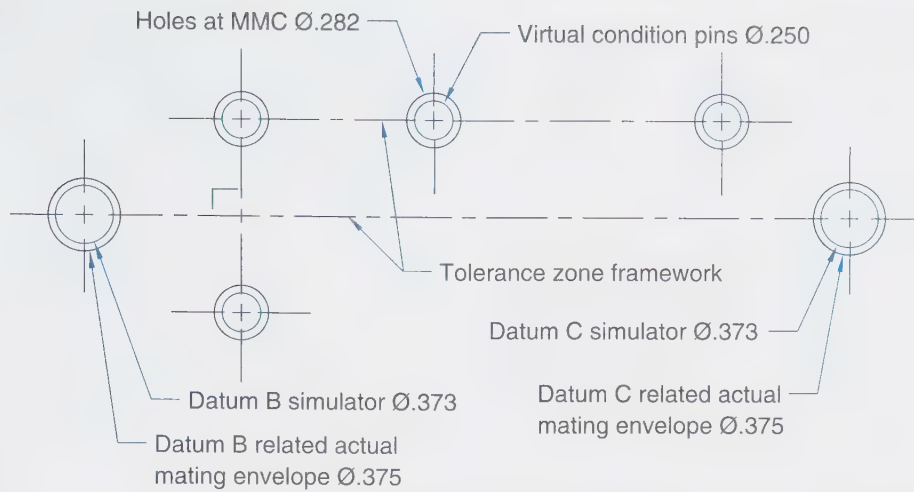 Holes at MMC Ø.282
Virtual condition pins Ø.250
Tolerance zone framework
Datum C simulator Ø.373
Datum B simulator Ø.373
Datum C related actual
mating envelope Ø.375
Datum B related actual
mating envelope Ø.375